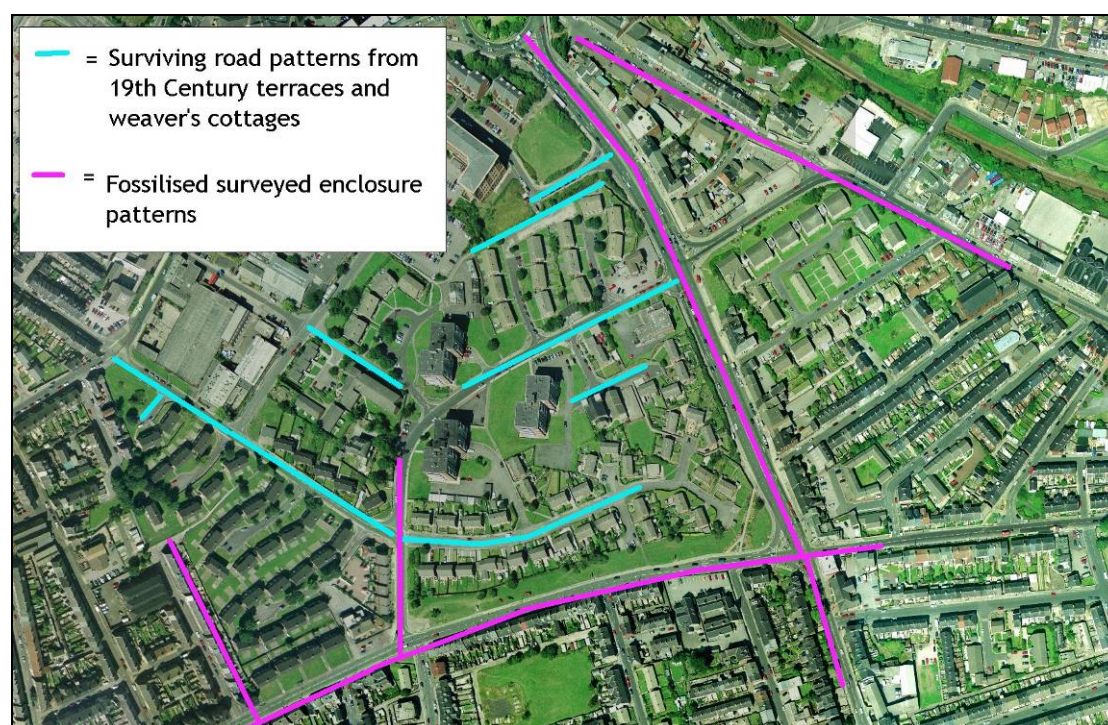 = Surviving road patterns from
19th Century terraces and
weaver's cottages
= Fossilised surveyed enclosure
patterns